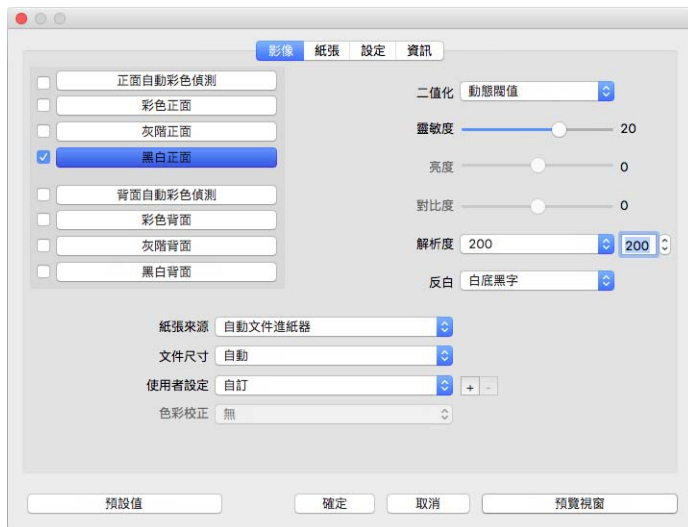 影像 紙張 設定 資訊
正面自動彩色偵測
彩色正面
灰階正面
黑白正面
背面自動彩色偵測
彩色背面
灰階背面
黑白背面
二值化 動態閥值
靈敏度 20
亮度 0
對比度 0
解析度 200 200
反白 白底黑字
紙張來源 自動文件進紙器
文件尺寸 自動
使用者設定 自訂 + -
色彩校正 無
預設值 確定 取消 預覽視窗